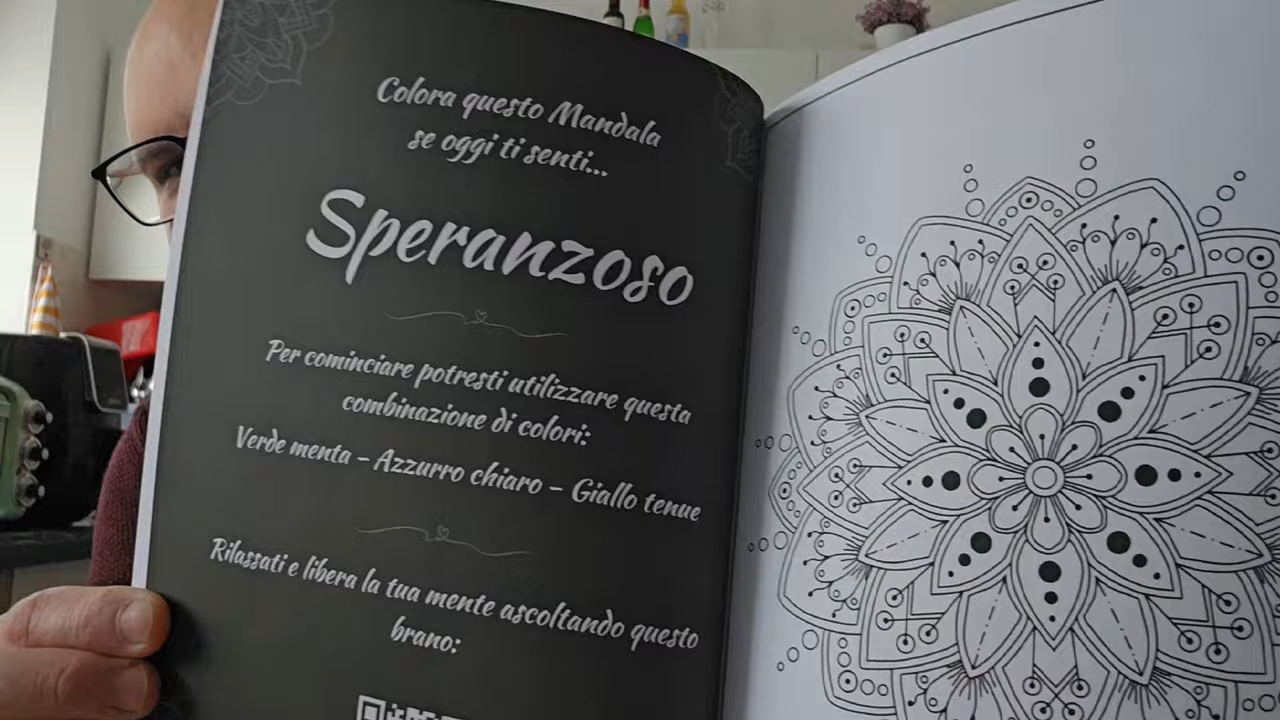 Colora questo Mandala
se oggi ti senti...
Speranzoso
Per cominciare potresti utilizzare questa
combinazione di colori:
Verde menta – Azzurro chiaro – Giallo tenue
Rilassati e libera la tua mente ascoltando questo
brano: